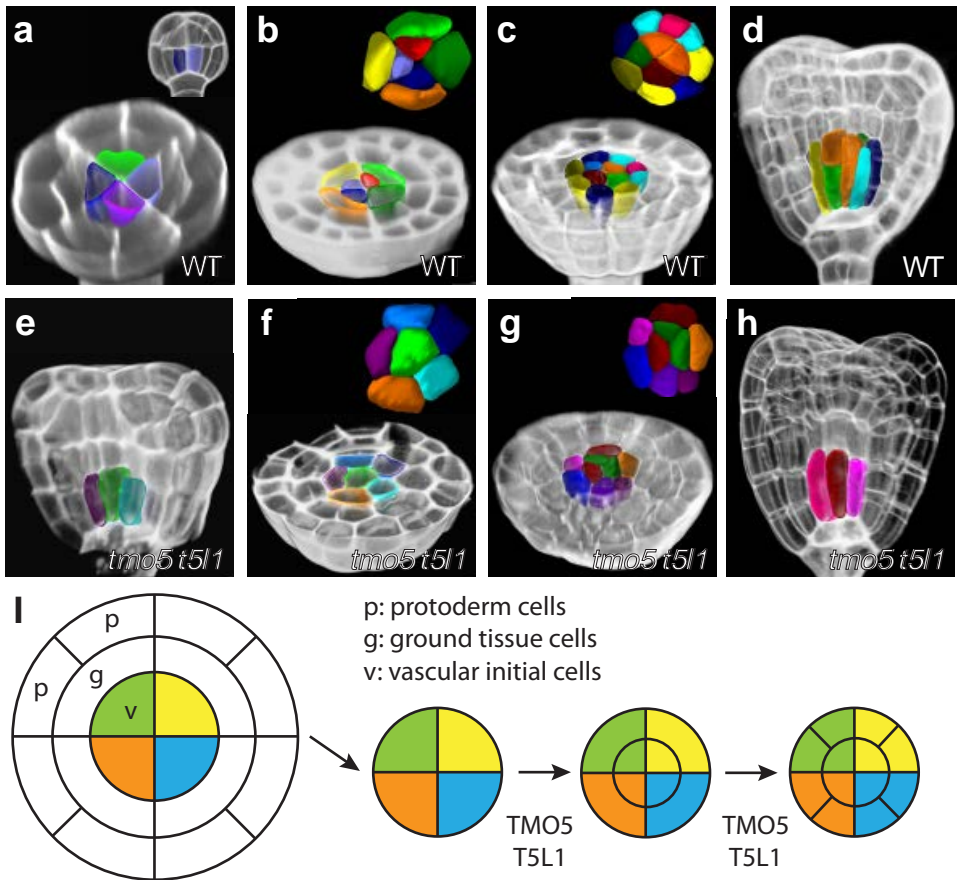 a
WT
b
WT
c
WT
d
WT
e
tmo5 t5l1
f
tmo5 t5l1
g
tmo5 t5l1
h
tmo5 t5l1
I
p: protoderm cells
g: ground tissue cells
v: vascular initial cells
p
p
g
v
TMO5
T5L1
TMO5
T5L1